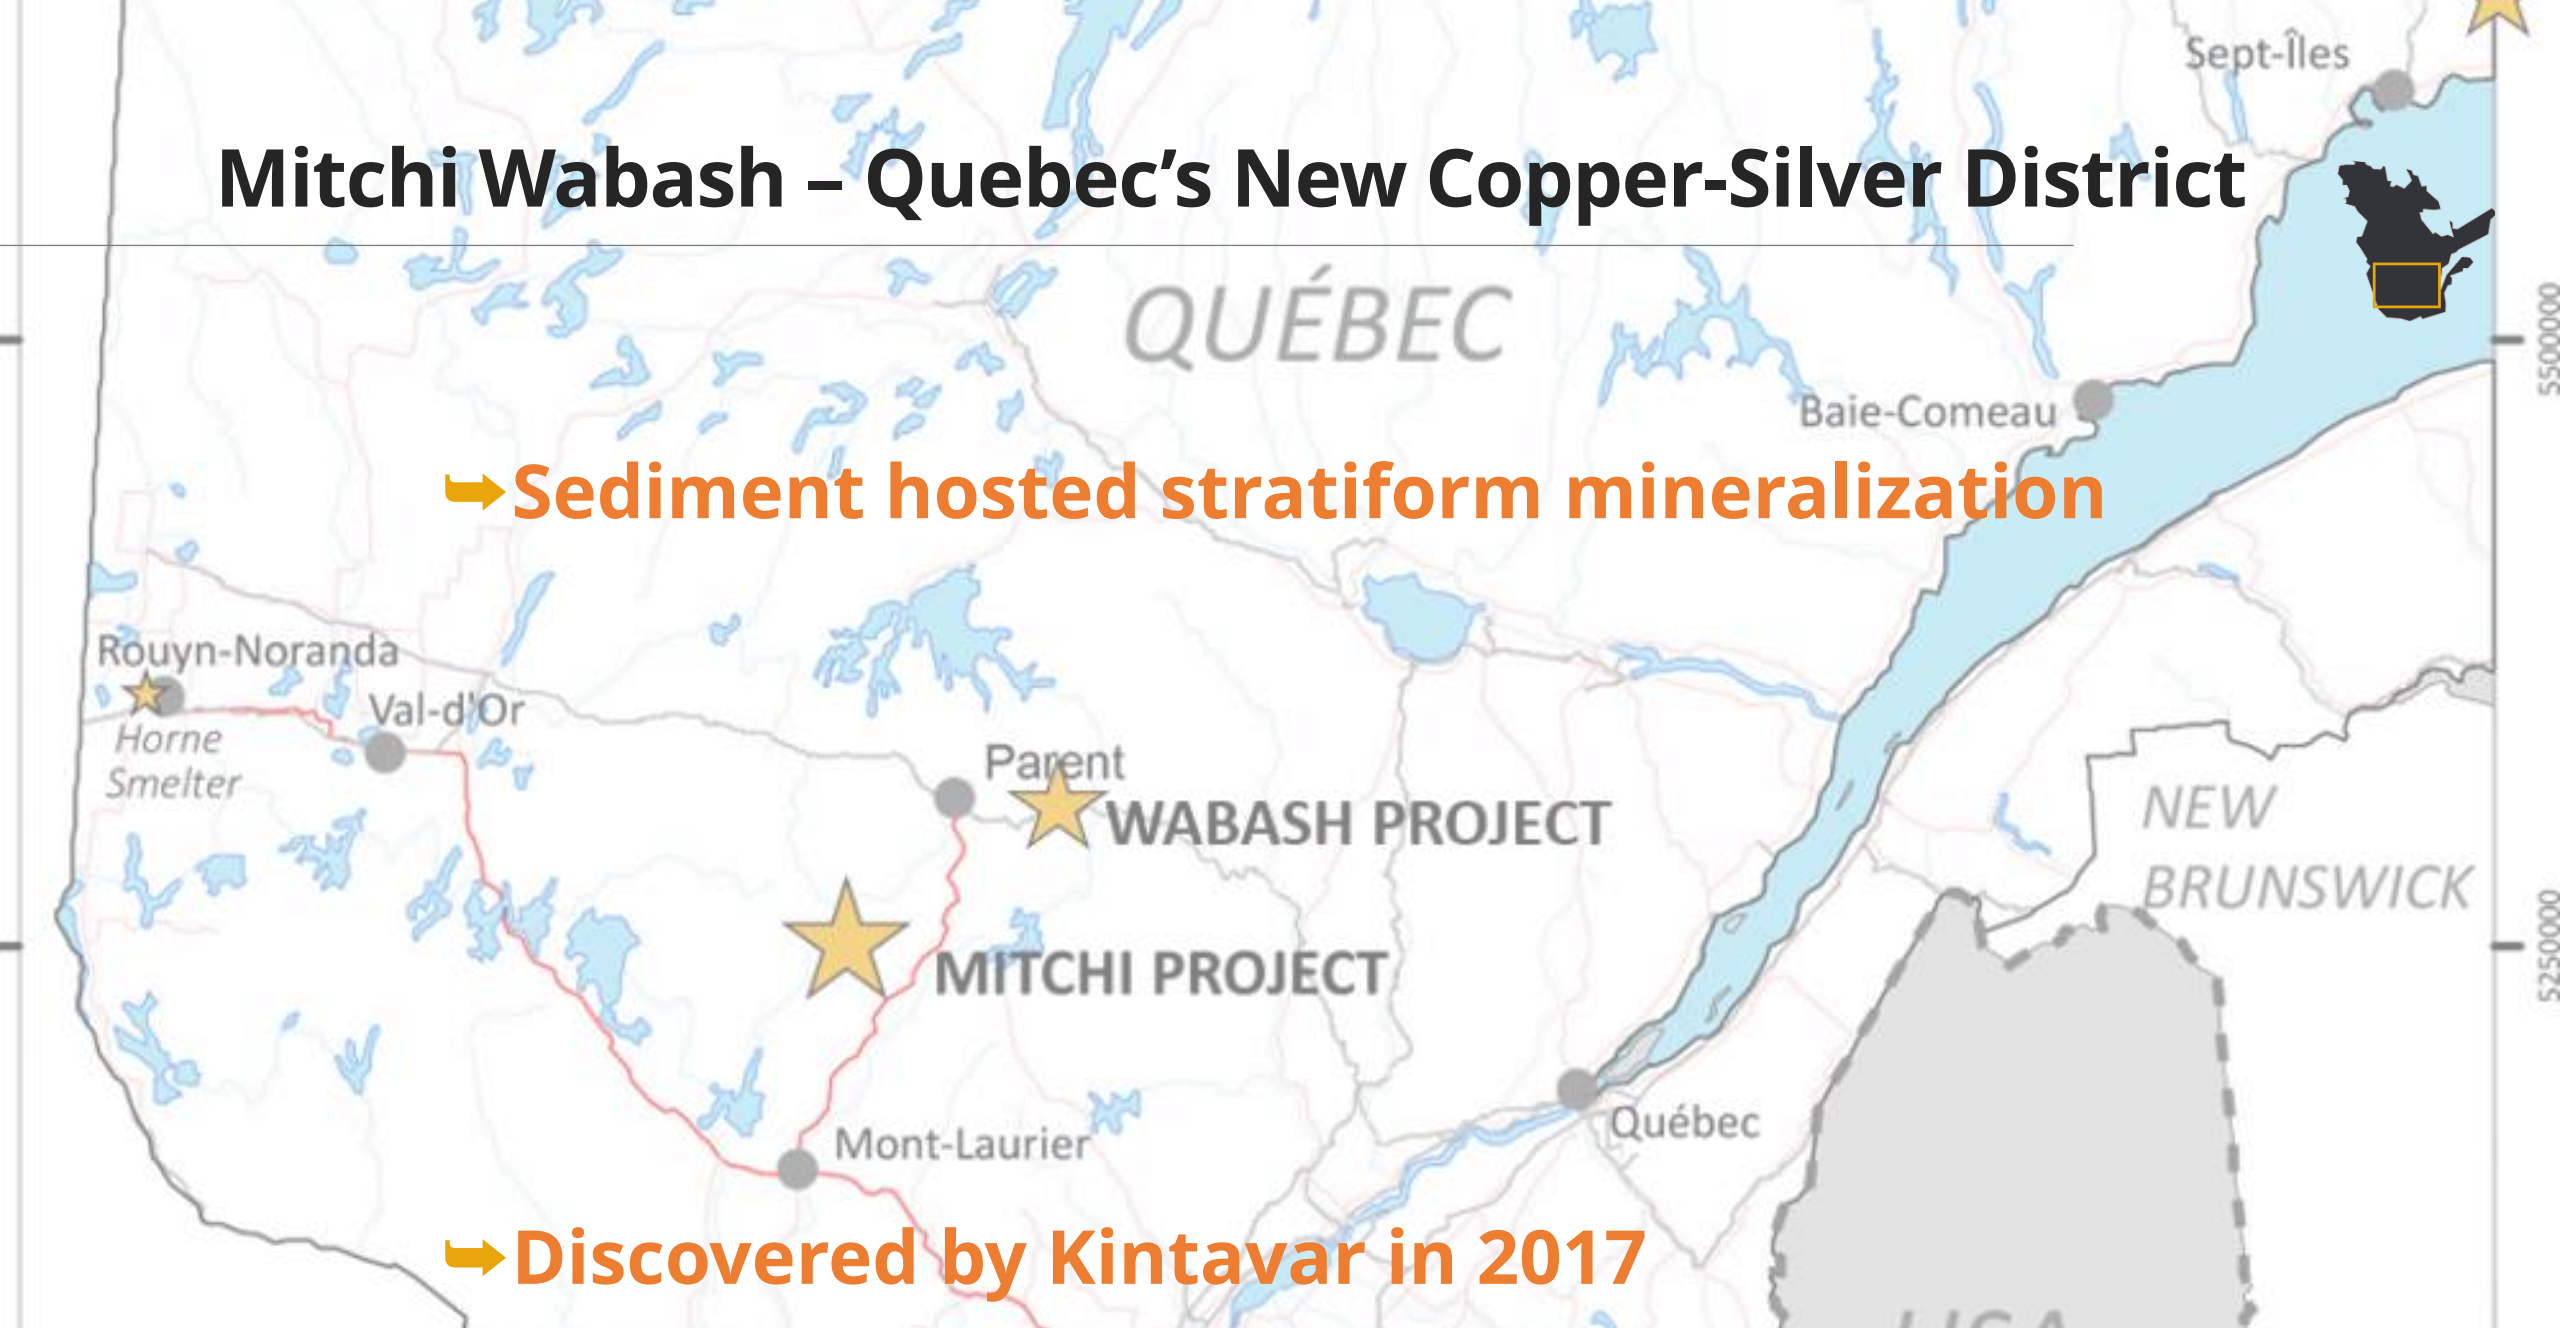 Sept-Îles
Mitchi Wabash – Quebec’s New Copper-Silver District
QUÉBEC
5500000
Baie-Comeau
➥Sediment hosted stratiform mineralization
Rouyn-Noranda
Val-d'Or
Horne
Smelter
Parent
WABASH PROJECT
NEW
BRUNSWICK
MITCHI PROJECT
5250000
Québec
Mont-Laurier
➥Discovered by Kintavar in 2017
USA